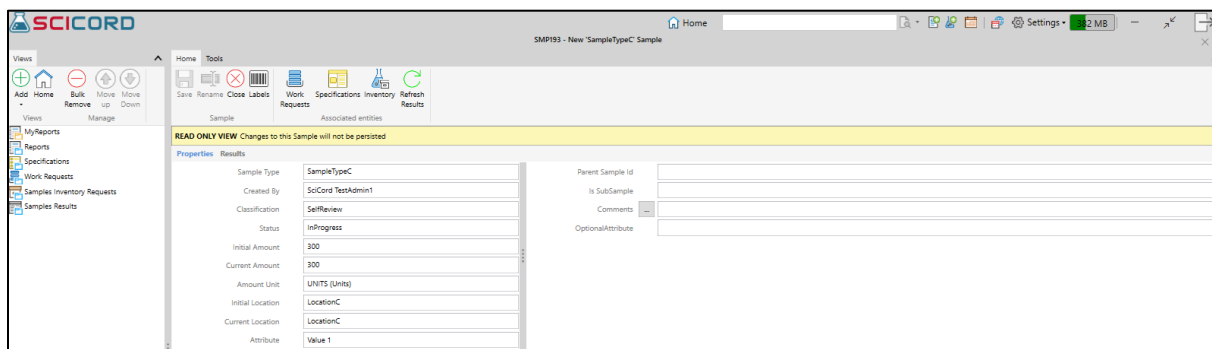 SCICORD
Home
Settings
382 MB
SMP193 - New 'SampleTypeC' Sample
Views
Home Tools
Add Home Bulk Remove Move up Move Down
Save Rename Close Labels Work Requests Specifications Inventory Refresh Results
Views Manage Sample Associated entities
MyReports
Reports
Specifications
Work Requests
Samples Inventory Requests
Samples Results
READ ONLY VIEW Changes to this Sample will not be persisted
Properties Results
Sample Type SampleTypeC
Created By SciCord TestAdmin1
Classification SelfReview
Status InProgress
Initial Amount 300
Current Amount 300
Amount Unit UNITS (Units)
Initial Location LocationC
Current Location LocationC
Attribute Value 1
Parent Sample Id
Is SubSample
Comments ...
OptionalAttribute